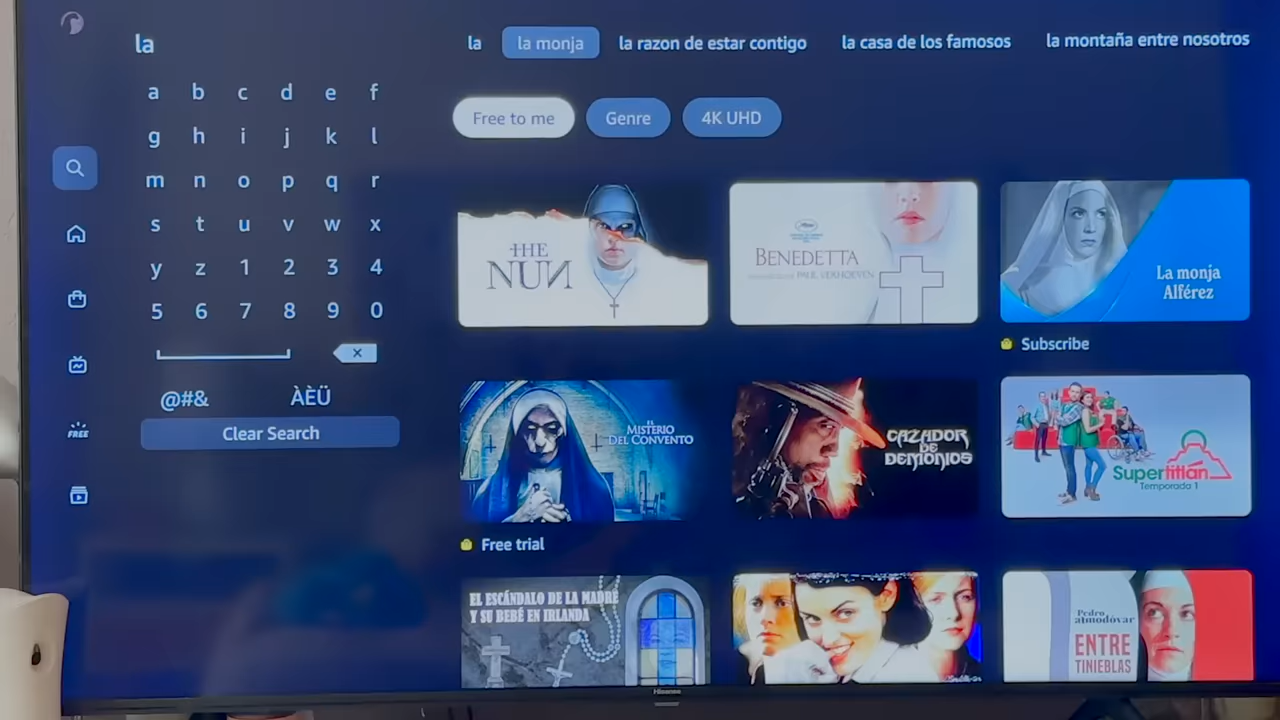 la
la
la monja
la razon de estar contigo
la casa de los famosos
la montaña entre nosotros
a b c d e f
g h i j k l
m n o p q r
s t u v w x
y z 1 2 3 4
5 6 7 8 9 0
@#& ÀÈÜ
Clear Search
Free to me
Genre
4K UHD
THE
NUN
BENEDETTA
PAUL VERHOEVEN
La monja
Alférez
Subscribe
EL
MISTERIO
DEL CONVENTO
CAZADOR
DE
DEMONIOS
Supertitlán
Temporada 1
Free trial
EL ESCÁNDALO DE LA MADRE
Y SU BEBÉ EN IRLANDA
Pedro
almodóvar
ENTRE
TINIEBLAS
FREE
Hisense